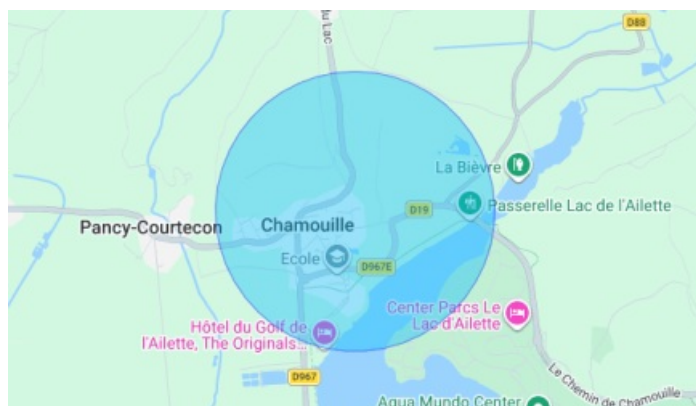 du Lac
D88
La Bièvre
D19
Passerelle Lac de l'Ailette
Pancy-Courtecon
Chamouille
Ecole
D967E
Center Parcs Le
Lac d'Ailette
Hôtel du Golf de
l'Ailette, The Originals...
D967
Le Chemin de Chamouille
Aqua Mundo Center